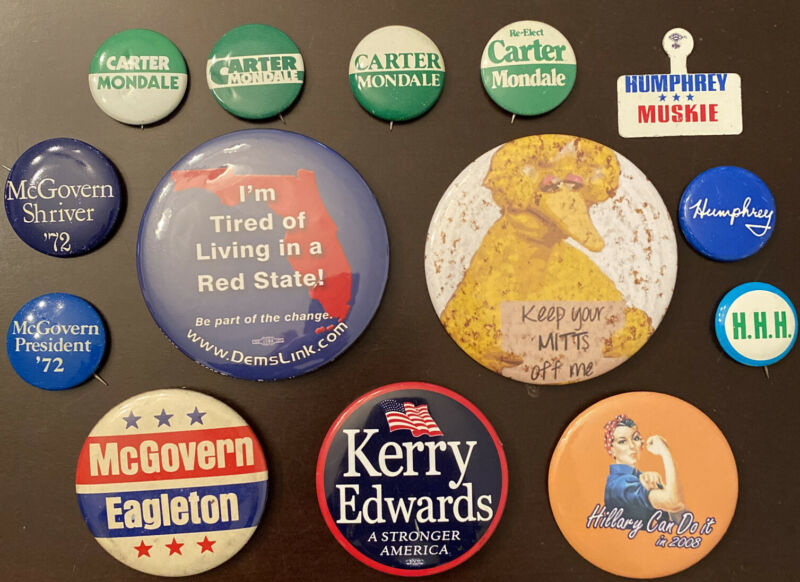 CARTER
MONDALE
CARTER
MONDALE
CARTER
MONDALE
Re-Elect
Carter
Mondale
HUMPHREY
MUSKIE
McGovern
Shriver
'72
I'm
Tired of
Living in a
Red State!
Be part of the change.
www.DemsLink.com
Keep your
MITTS
off me
Humphrey
McGovern
President
'72
H.H.H.
McGovern
Eagleton
Kerry
Edwards
A STRONGER
AMERICA
Hillary Can Do it
in 2008